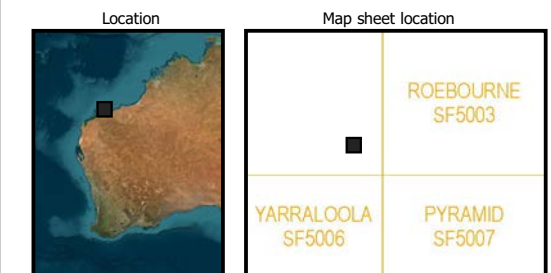 Location
Map sheet location
ROEBOURNE
SF5003
YARRALOOLA
SF5006
PYRAMID
SF5007